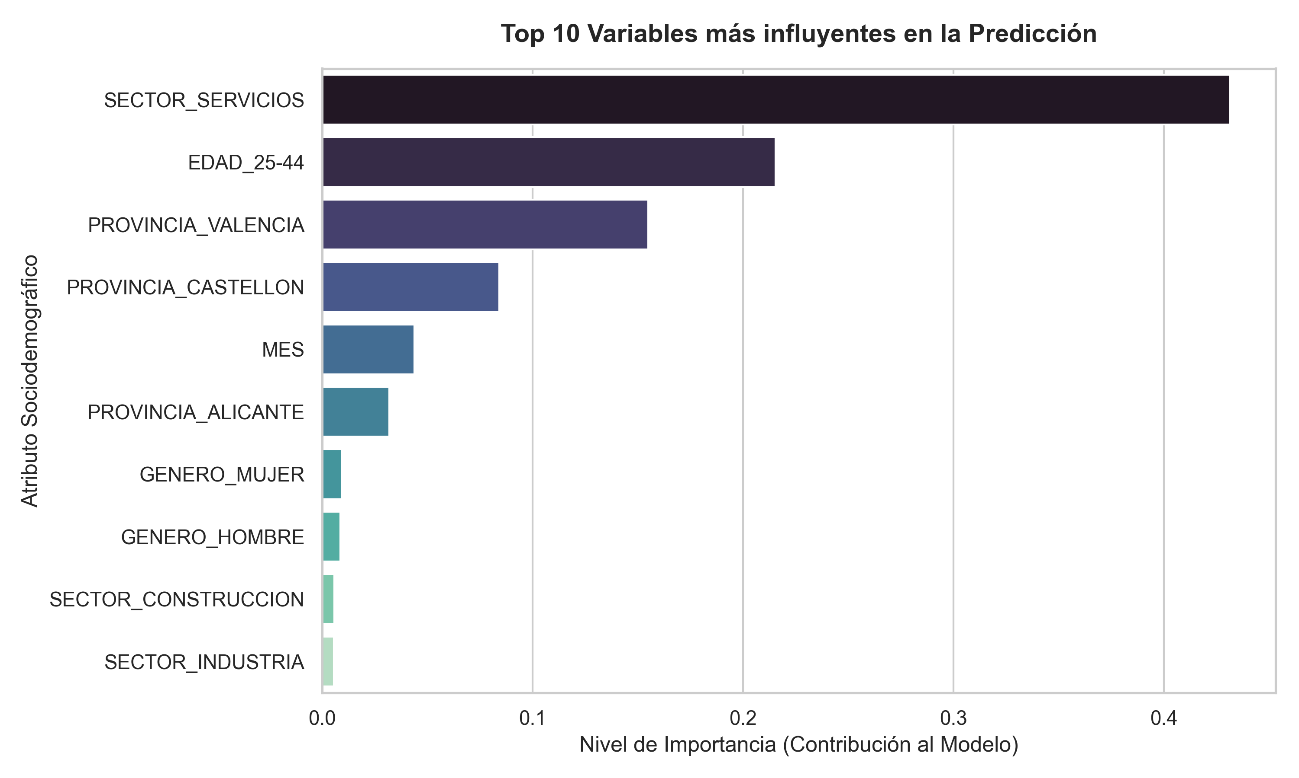 Top 10 Variables más influyentes en la Predicción
Atributo Sociodemográfico
SECTOR_SERVICIOS
EDAD_25-44
PROVINCIA_VALENCIA
PROVINCIA_CASTELLON
MES
PROVINCIA_ALICANTE
GENERO_MUJER
GENERO_HOMBRE
SECTOR_CONSTRUCCION
SECTOR_INDUSTRIA
0.0 0.1 0.2 0.3 0.4
Nivel de Importancia (Contribución al Modelo)